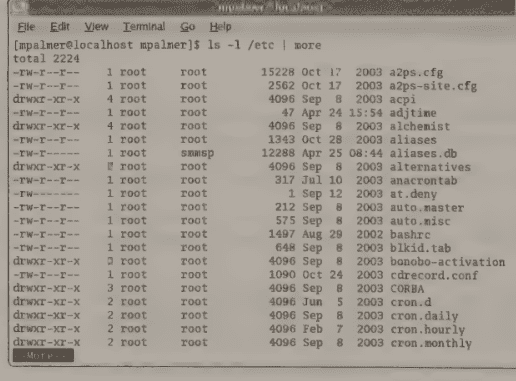 mpalmer@localhost
File Edit View Terminal Go Help
[mpalmer@localhost mpalmer]$ ls -l /etc | more
total 2224
-rw-r--r-- 1 root root 15228 Oct 17 2003 a2ps.cfg
-rw-r--r-- 1 root root 2562 Oct 17 2003 a2ps-site.cfg
drwxr-xr-x 4 root root 4096 Sep 8 2003 acpi
-rw-r--r-- 1 root root 47 Apr 24 15:54 adjtime
drwxr-xr-x 4 root root 4096 Sep 8 2003 alchemist
-rw-r--r-- 1 root root 1343 Oct 28 2003 aliases
-rw-r----- 1 root smmsp 12288 Apr 25 08:44 aliases.db
drwxr-xr-x root root 4096 Sep 8 2003 alternatives
-rw-r--r-- 1 root root 317 Jul 10 2003 anacrontab
-rw------- 1 root root 1 Sep 12 2003 at.deny
-rw-r--r-- 1 root root 212 Sep 8 2003 auto.master
-rw-r--r-- 1 root root 575 Sep 8 2003 auto.misc
-rw-r--r-- 1 root root 1497 Aug 29 2002 bashrc
-rw-r--r-- 1 root root 648 Sep 8 2003 blkid.tab
drwxr-xr-x root root 4096 Sep 8 2003 bonobo-activation
-rw-r--r-- 1 root root 1090 Oct 24 2003 cdrecord.conf
drwxr-xr-x 3 root root 4096 Sep 8 2003 CORBA
drwxr-xr-x 2 root root 4096 Jun 5 2003 cron.d
drwxr-xr-x 2 root root 4096 Sep 8 2003 cron.daily
drwxr-xr-x 2 root root 4096 Feb 7 2003 cron.hourly
drwxr-xr-x 2 root root 4096 Sep 8 2003 cron.monthly
--More--